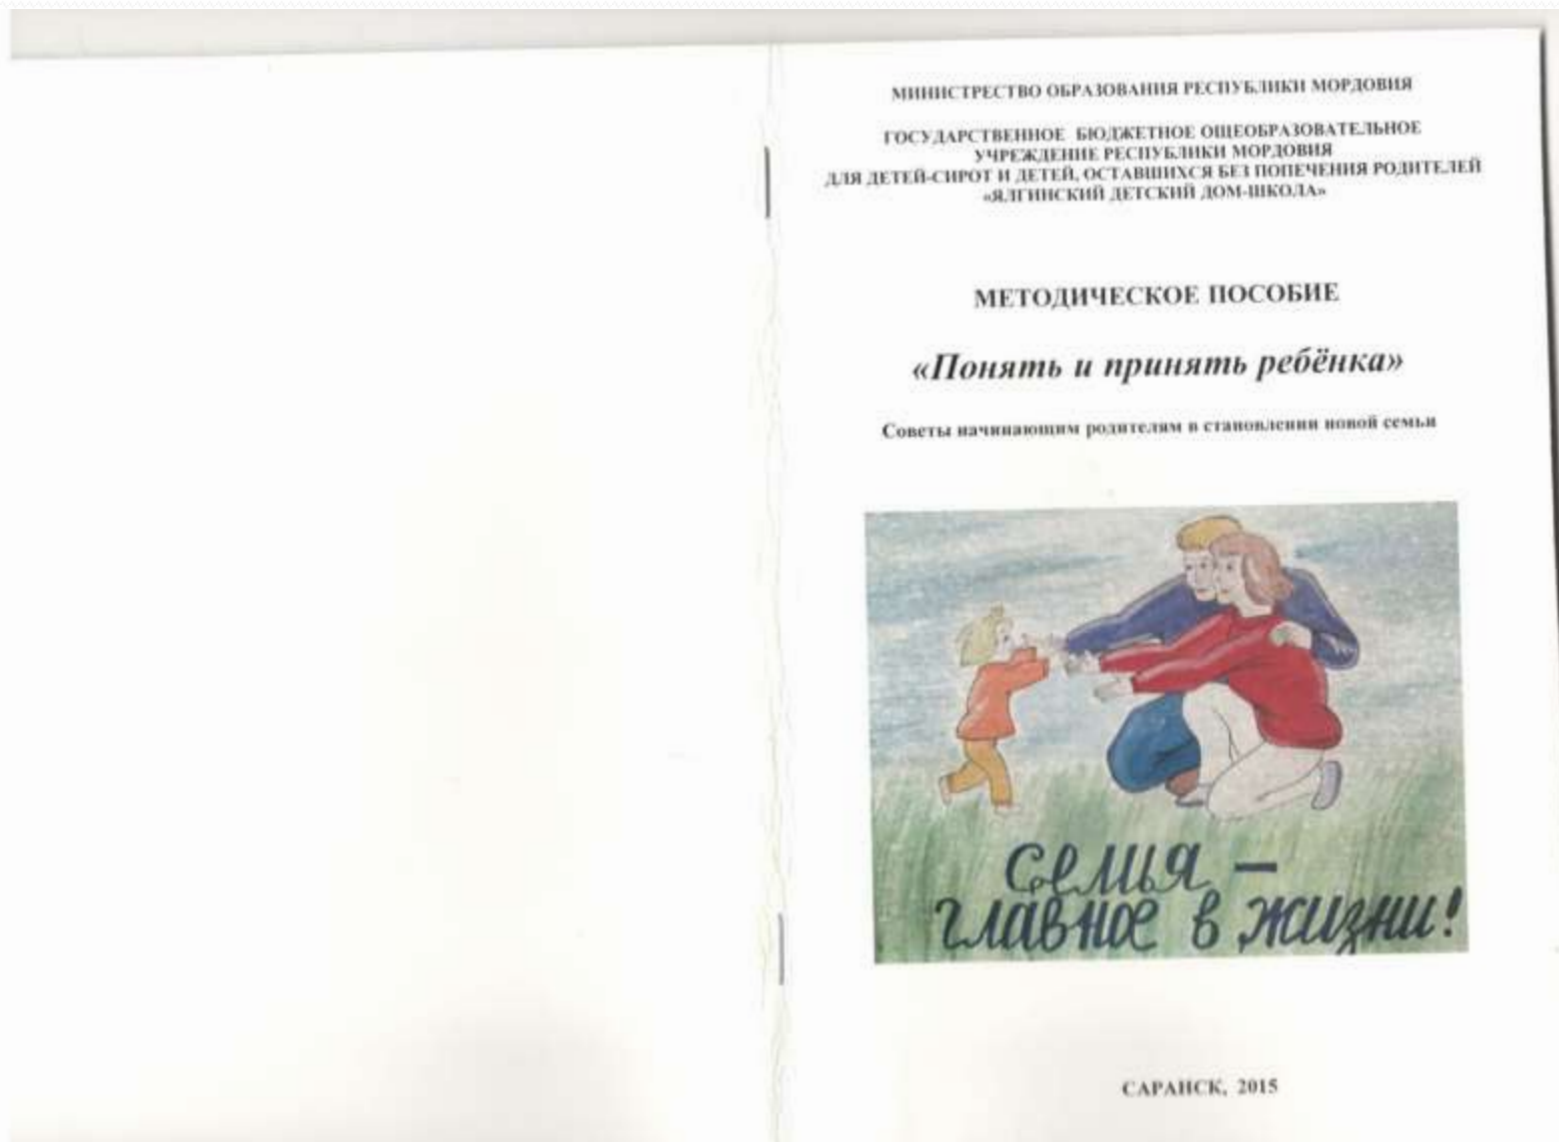 МИНИСТРЕСТВО ОБРАЗОВАНИЯ РЕСПУБЛИКИ МОРДОВИЯ
ГОСУДАРСТВЕННОЕ БЮДЖЕТНОЕ ОЩЕОБРАЗОВАТЕЛЬНОЕ
УЧРЕЖДЕНИЕ РЕСПУБЛИКИ МОРДОВИЯ
ДЛЯ ДЕТЕЙ-СИРОТ И ДЕТЕЙ, ОСТАВШИХСЯ БЕЗ ПОПЕЧЕНИЯ РОДИТЕЛЕЙ
«ЯЛГИНСКИЙ ДЕТСКИЙ ДОМ-ШКОЛА»
МЕТОДИЧЕСКОЕ ПОСОБИЕ
«Понять и принять ребёнка»
Советы начинающим родителям в становлении новой семьи
Семья –
главное в жизни!
САРАНСК, 2015